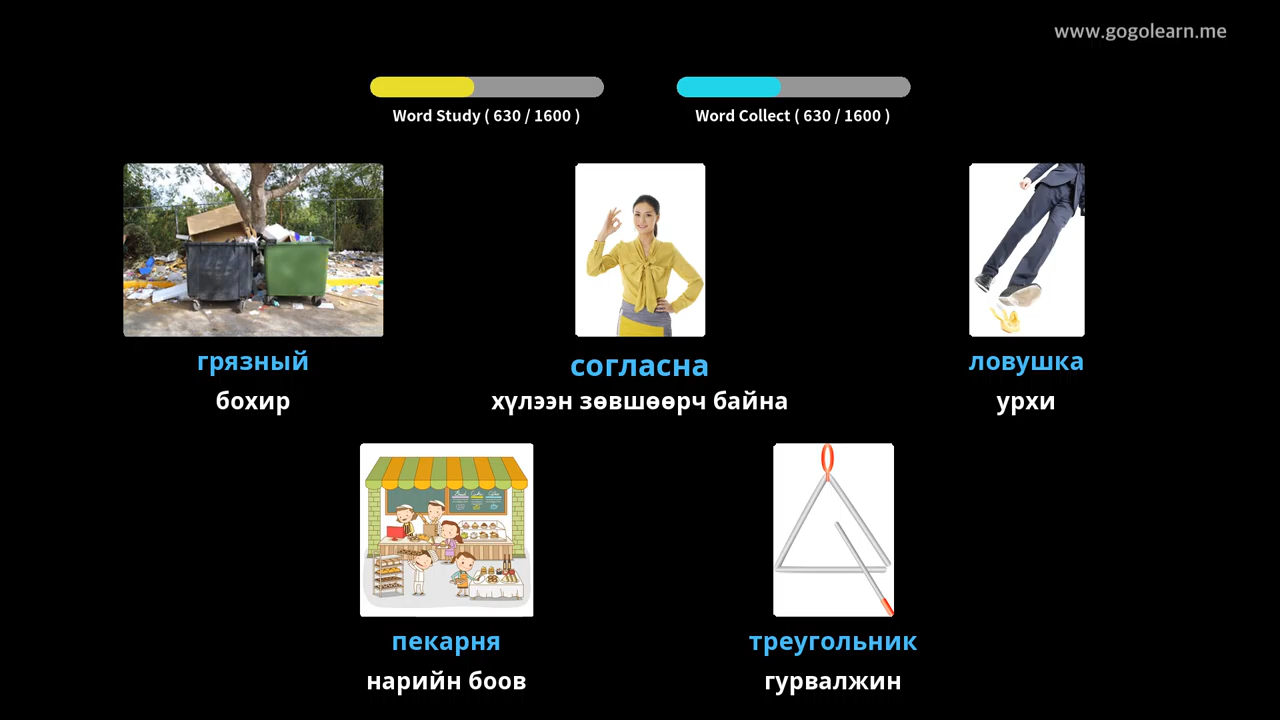 www.gogolearn.me
Word Study ( 630 / 1600 )
Word Collect ( 630 / 1600 )
грязный
согласна
ловушка
бохир
хүлээн зөвшөөрч байна
урхи
пекарня
треугольник
нарийн боов
гурвалжин